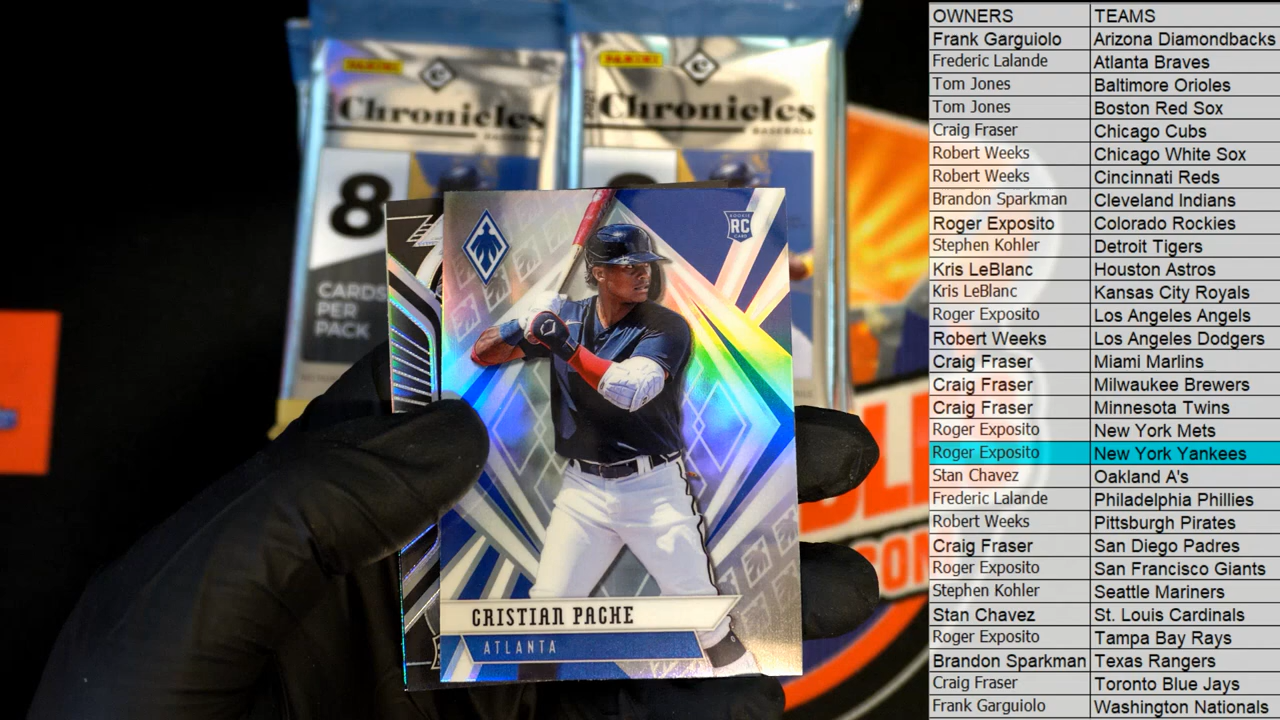 PANINI
Chronicles
BASEBALL
8
CARDS
PER
PACK
PANINI
Chronicles
BASEBALL
ROOKIE
RC
CARD
CRISTIAN PACHE
ATLANTA
OWNERS TEAMS
Frank Garguiolo Arizona Diamondbacks
Frederic Lalande Atlanta Braves
Tom Jones Baltimore Orioles
Tom Jones Boston Red Sox
Craig Fraser Chicago Cubs
Robert Weeks Chicago White Sox
Robert Weeks Cincinnati Reds
Brandon Sparkman Cleveland Indians
Roger Exposito Colorado Rockies
Stephen Kohler Detroit Tigers
Kris LeBlanc Houston Astros
Kris LeBlanc Kansas City Royals
Roger Exposito Los Angeles Angels
Robert Weeks Los Angeles Dodgers
Craig Fraser Miami Marlins
Craig Fraser Milwaukee Brewers
Craig Fraser Minnesota Twins
Roger Exposito New York Mets
Roger Exposito New York Yankees
Stan Chavez Oakland A's
Frederic Lalande Philadelphia Phillies
Robert Weeks Pittsburgh Pirates
Craig Fraser San Diego Padres
Roger Exposito San Francisco Giants
Stephen Kohler Seattle Mariners
Stan Chavez St. Louis Cardinals
Roger Exposito Tampa Bay Rays
Brandon Sparkman Texas Rangers
Craig Fraser Toronto Blue Jays
Frank Garguiolo Washington Nationals